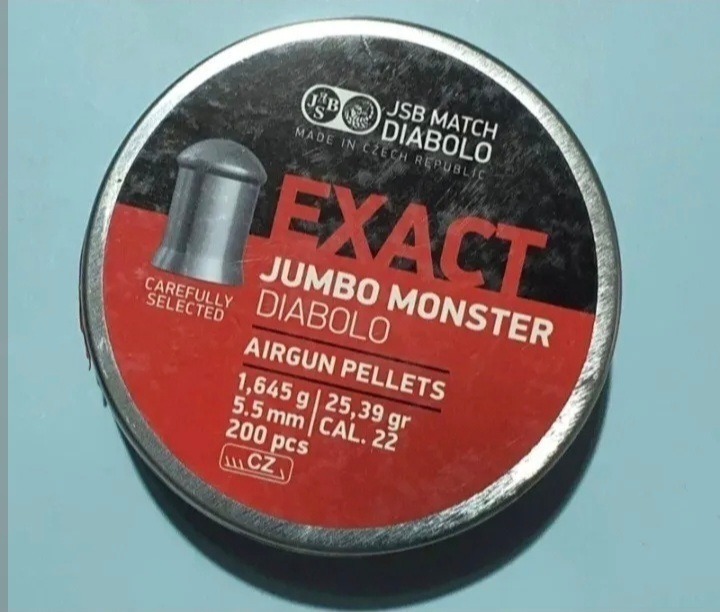 JSB
JSB MATCH
DIABOLO
MADE IN CZECH REPUBLIC
EXACT
JUMBO MONSTER
DIABOLO
CAREFULLY
SELECTED
AIRGUN PELLETS
1,645 g | 25,39 gr
5.5 mm | CAL. 22
200 pcs
CZ